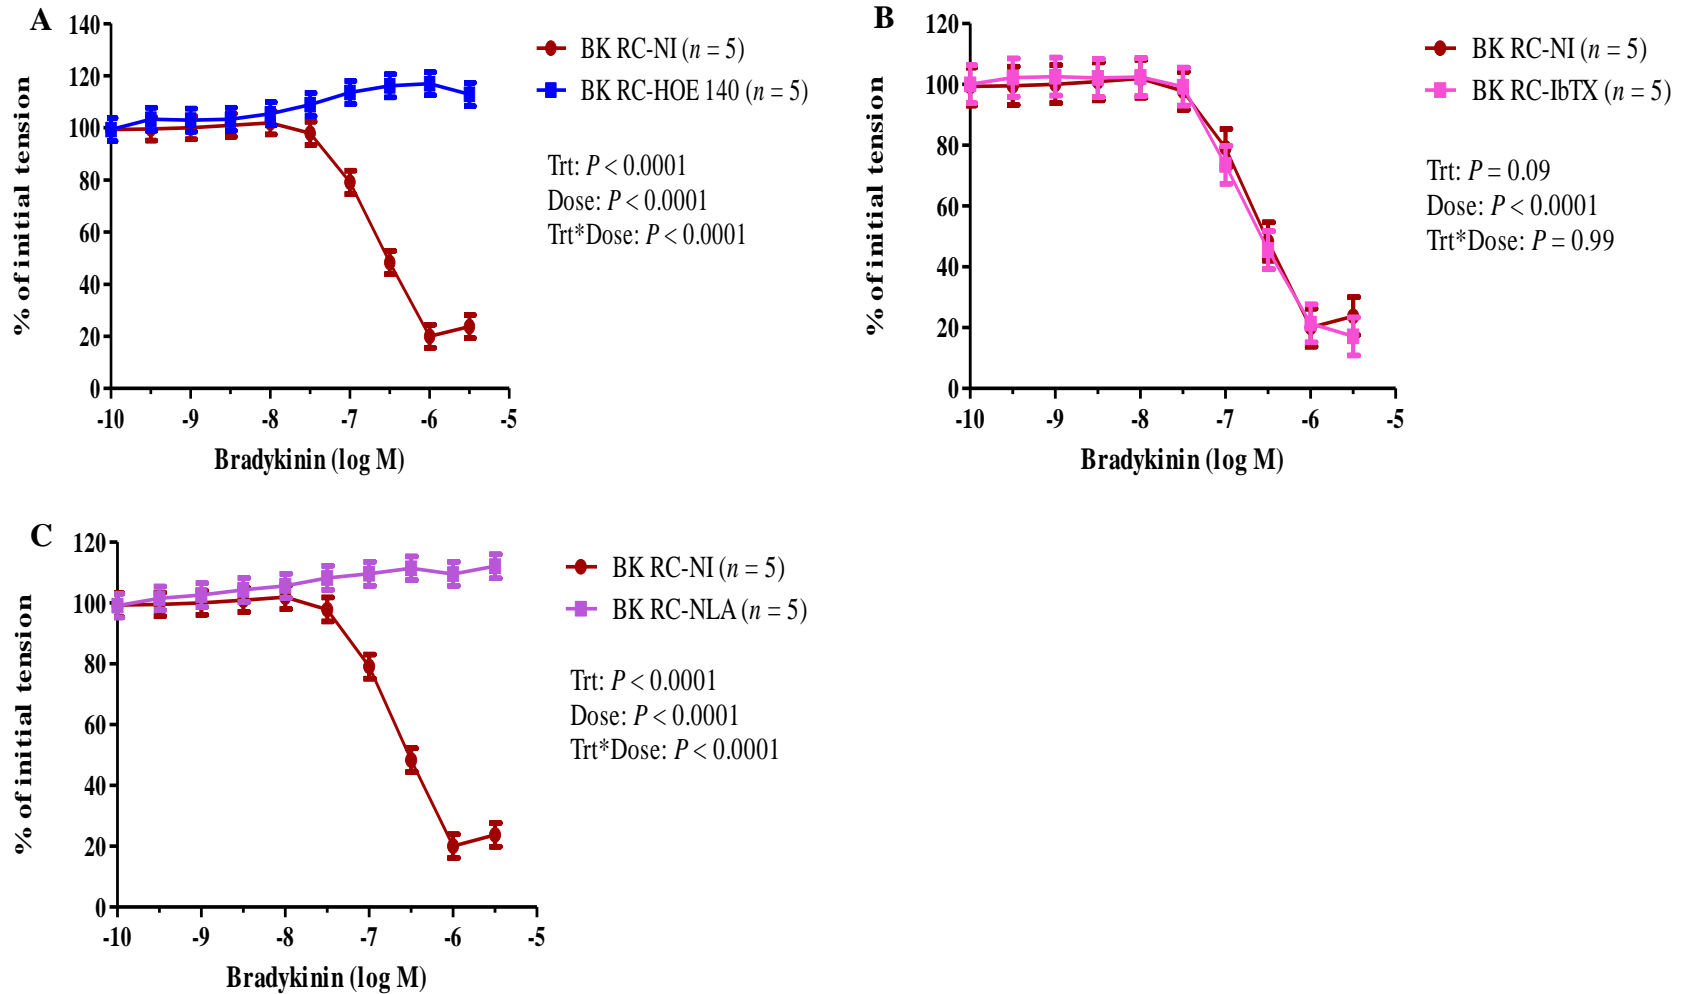 A
140
120
100
80
60
40
20
0
-10
-9
-8
-7
-6
-5
% of initial tension
Bradykinin (log M)
BK RC-NI (n = 5)
BK RC-HOE 140 (n = 5)
Trt: P < 0.0001
Dose: P < 0.0001
Trt*Dose: P < 0.0001
B
120
100
80
60
40
20
0
-10
-9
-8
-7
-6
-5
% of initial tension
Bradykinin (log M)
BK RC-NI (n = 5)
BK RC-IbTX (n = 5)
Trt: P = 0.09
Dose: P < 0.0001
Trt*Dose: P = 0.99
C
120
100
80
60
40
20
0
-10
-9
-8
-7
-6
-5
% of initial tension
Bradykinin (log M)
BK RC-NI (n = 5)
BK RC-NLA (n = 5)
Trt: P < 0.0001
Dose: P < 0.0001
Trt*Dose: P < 0.0001